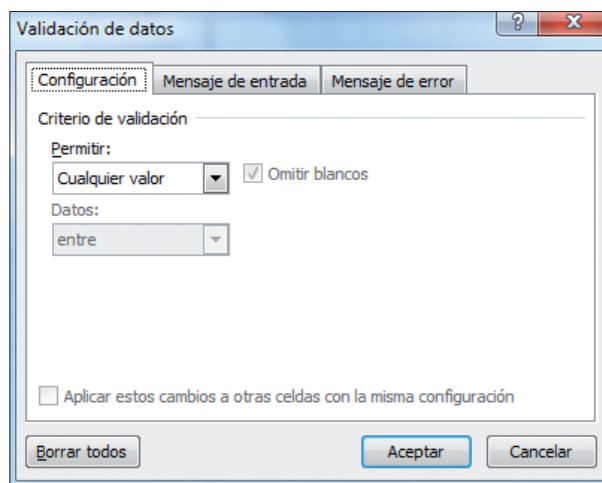 Validación de datos
Configuración Mensaje de entrada Mensaje de error
Criterio de validación
Permitir:
Cualquier valor Omitir blancos
Datos:
entre
Aplicar estos cambios a otras celdas con la misma configuración
Borrar todos Aceptar Cancelar